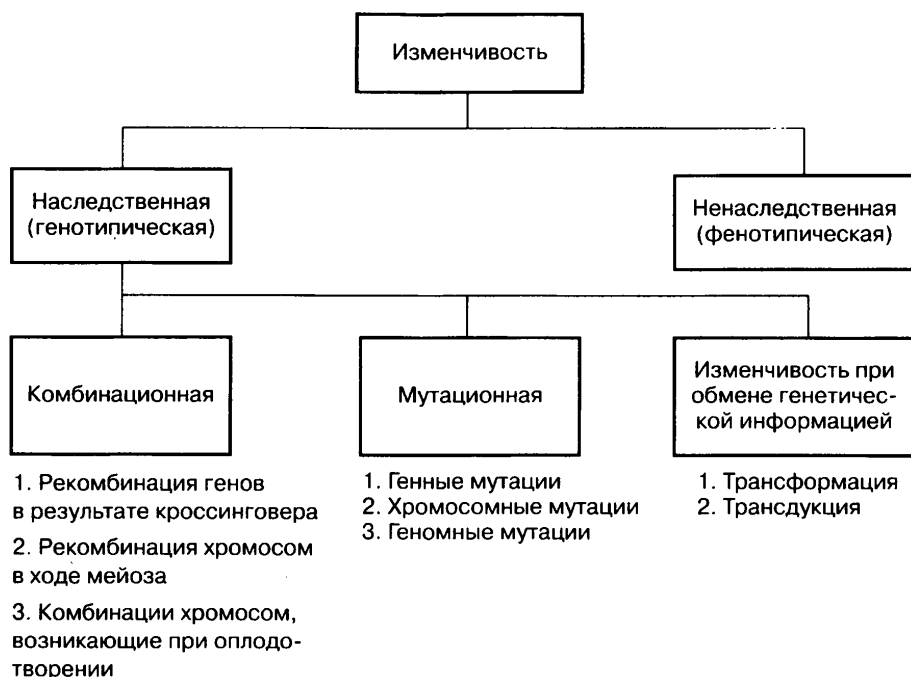 Изменчивость
Наследственная
(генотипическая)
Ненаследственная
(фенотипическая)
Комбинационная
Мутационная
Изменчивость при
обмене генетичес-
кой информацией
1. Рекомбинация генов
в результате кроссинговера
2. Рекомбинация хромосом
в ходе мейоза
3. Комбинации хромосом,
возникающие при оплодо-
творении
1. Генные мутации
2. Хромосомные мутации
3. Геномные мутации
1. Трансформация
2. Трансдукция